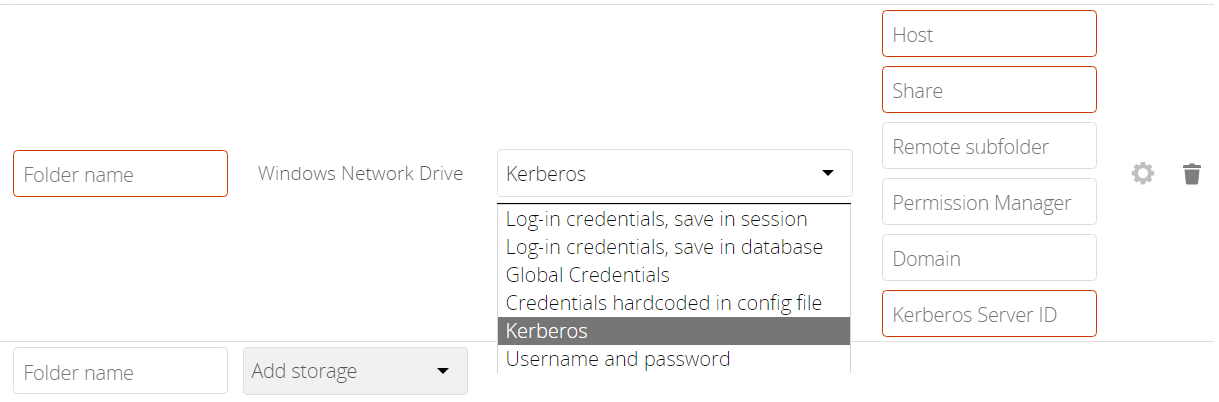 Host
Share
Remote subfolder
Folder name
Windows Network Drive
Kerberos
Permission Manager
Log-in credentials, save in session
Log-in credentials, save in database
Domain
Global Credentials
Credentials hardcoded in config file
Kerberos Server ID
Kerberos
Username and password
Folder name
Add storage